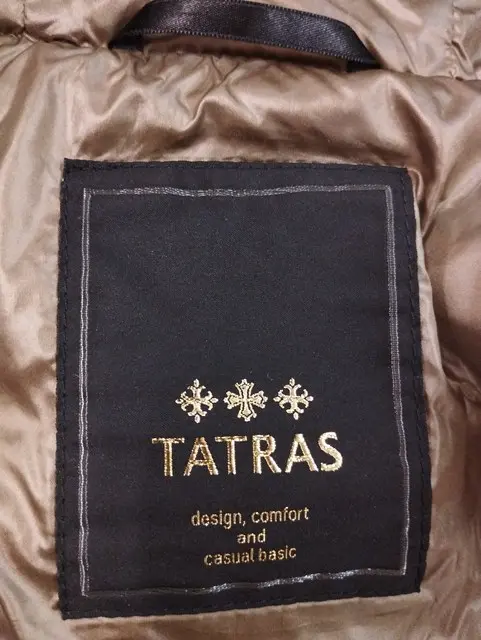 TATRAS
design, comfort
and
casual basic